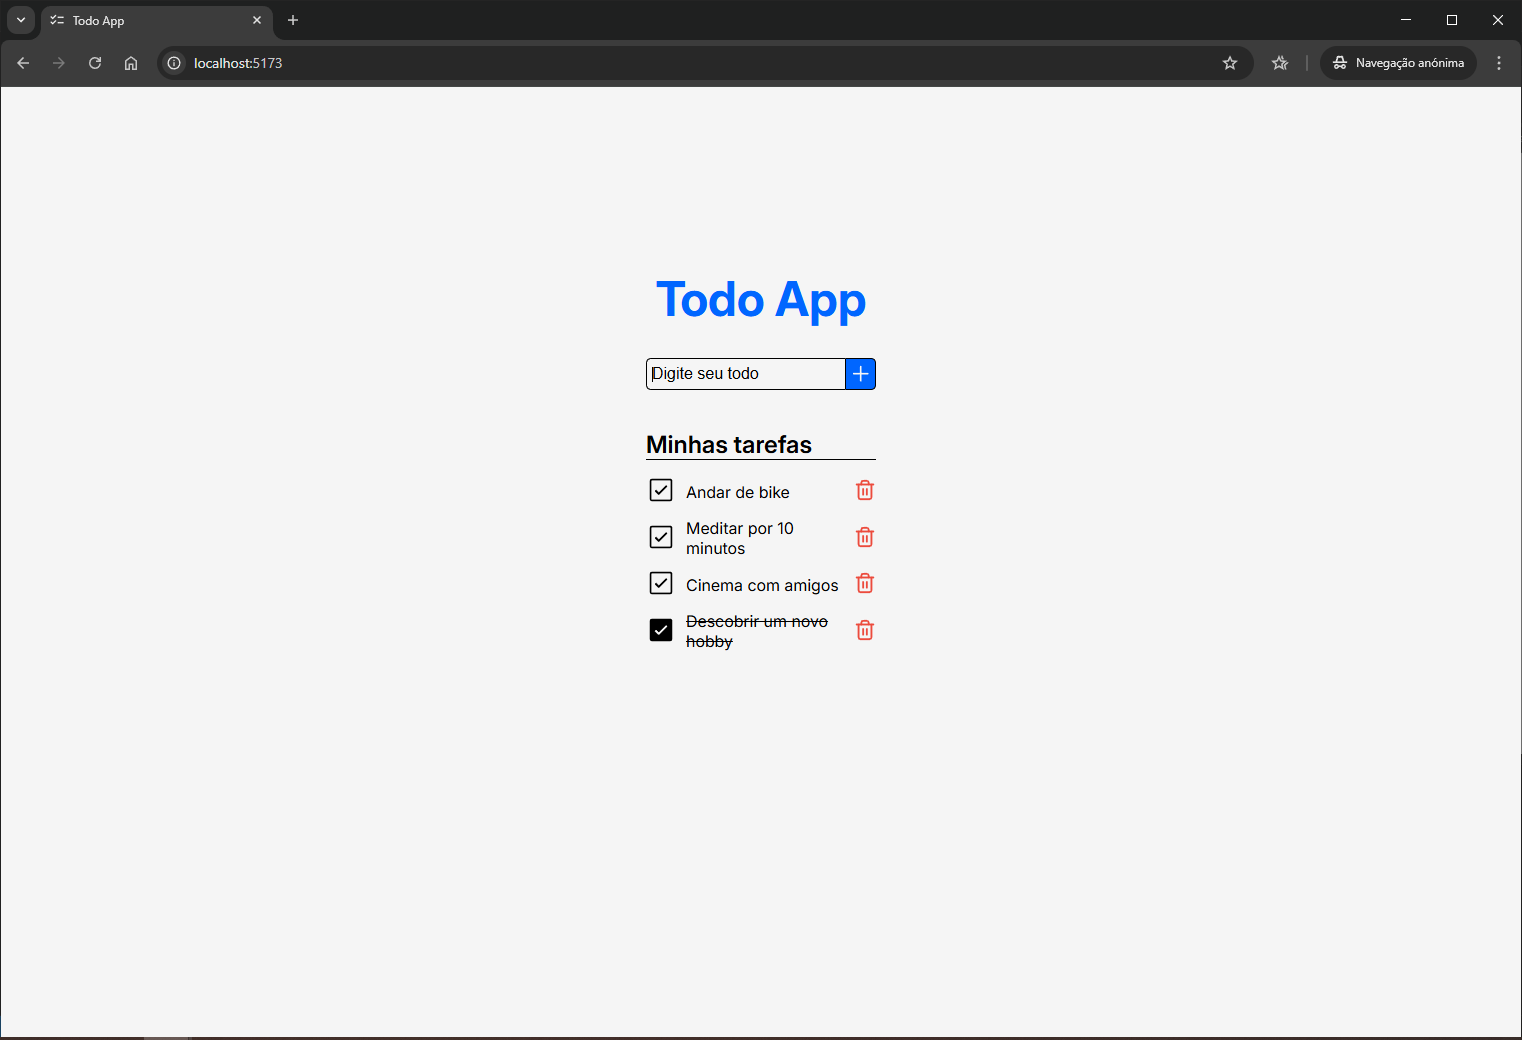 Todo App
localhost:5173
Navegação anónima
Todo App
Digite seu todo
Minhas tarefas
Andar de bike
Meditar por 10
minutos
Cinema com amigos
Descobrir um novo
hobby